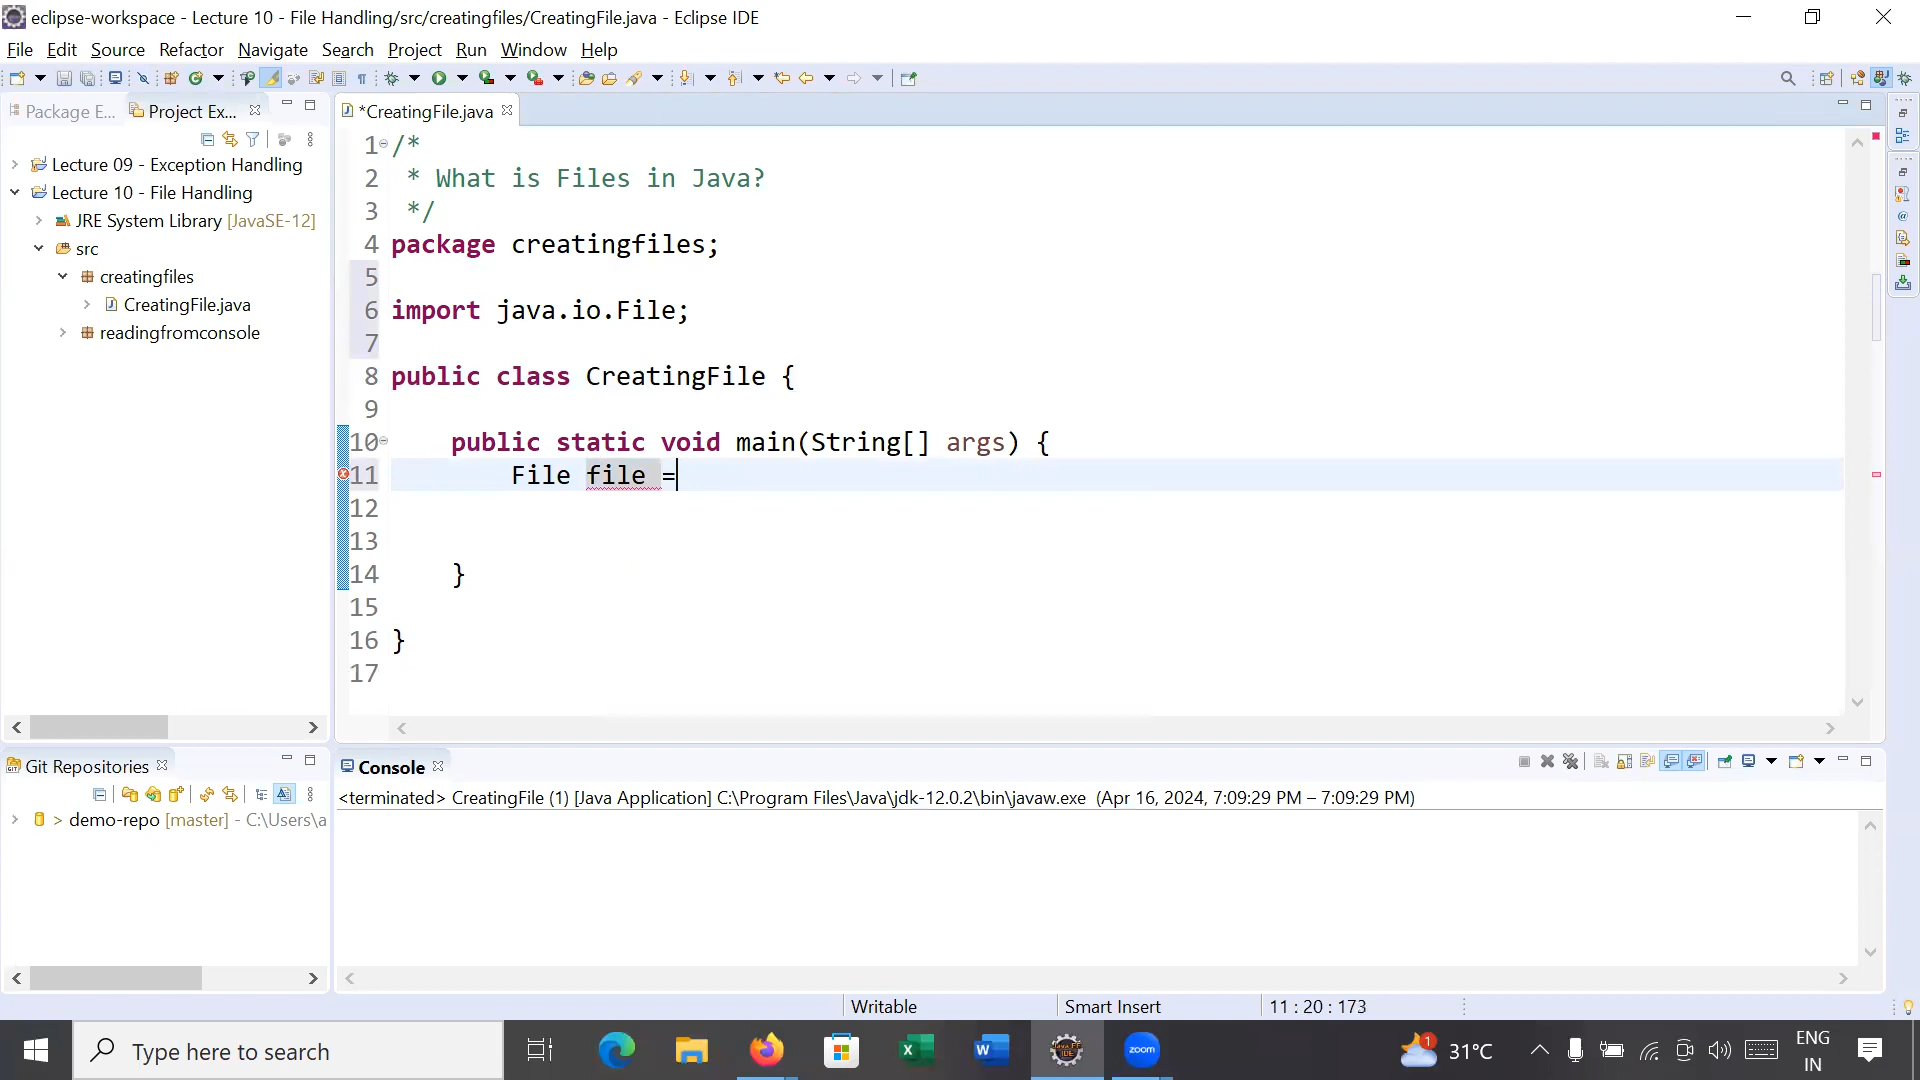 eclipse-workspace - Lecture 10 - File Handling/src/creatingfiles/CreatingFile.java - Eclipse IDE
File Edit Source Refactor Navigate Search Project Run Window Help
Package E... Project Ex... *CreatingFile.java
Lecture 09 - Exception Handling
Lecture 10 - File Handling
JRE System Library [JavaSE-12]
src
creatingfiles
CreatingFile.java
readingfromconsole
1 /*
2 * What is Files in Java?
3 */
4 package creatingfiles;
5
6 import java.io.File;
7
8 public class CreatingFile {
9
10 public static void main(String[] args) {
11 File file =
12
13
14 }
15
16 }
17
Git Repositories
> demo-repo [master] - C:\Users\a
Console
<terminated> CreatingFile (1) [Java Application] C:\Program Files\Java\jdk-12.0.2\bin\javaw.exe (Apr 16, 2024, 7:09:29 PM – 7:09:29 PM)
Writable Smart Insert 11 : 20 : 173
Type here to search
zoom
1
31°C
ENG
IN